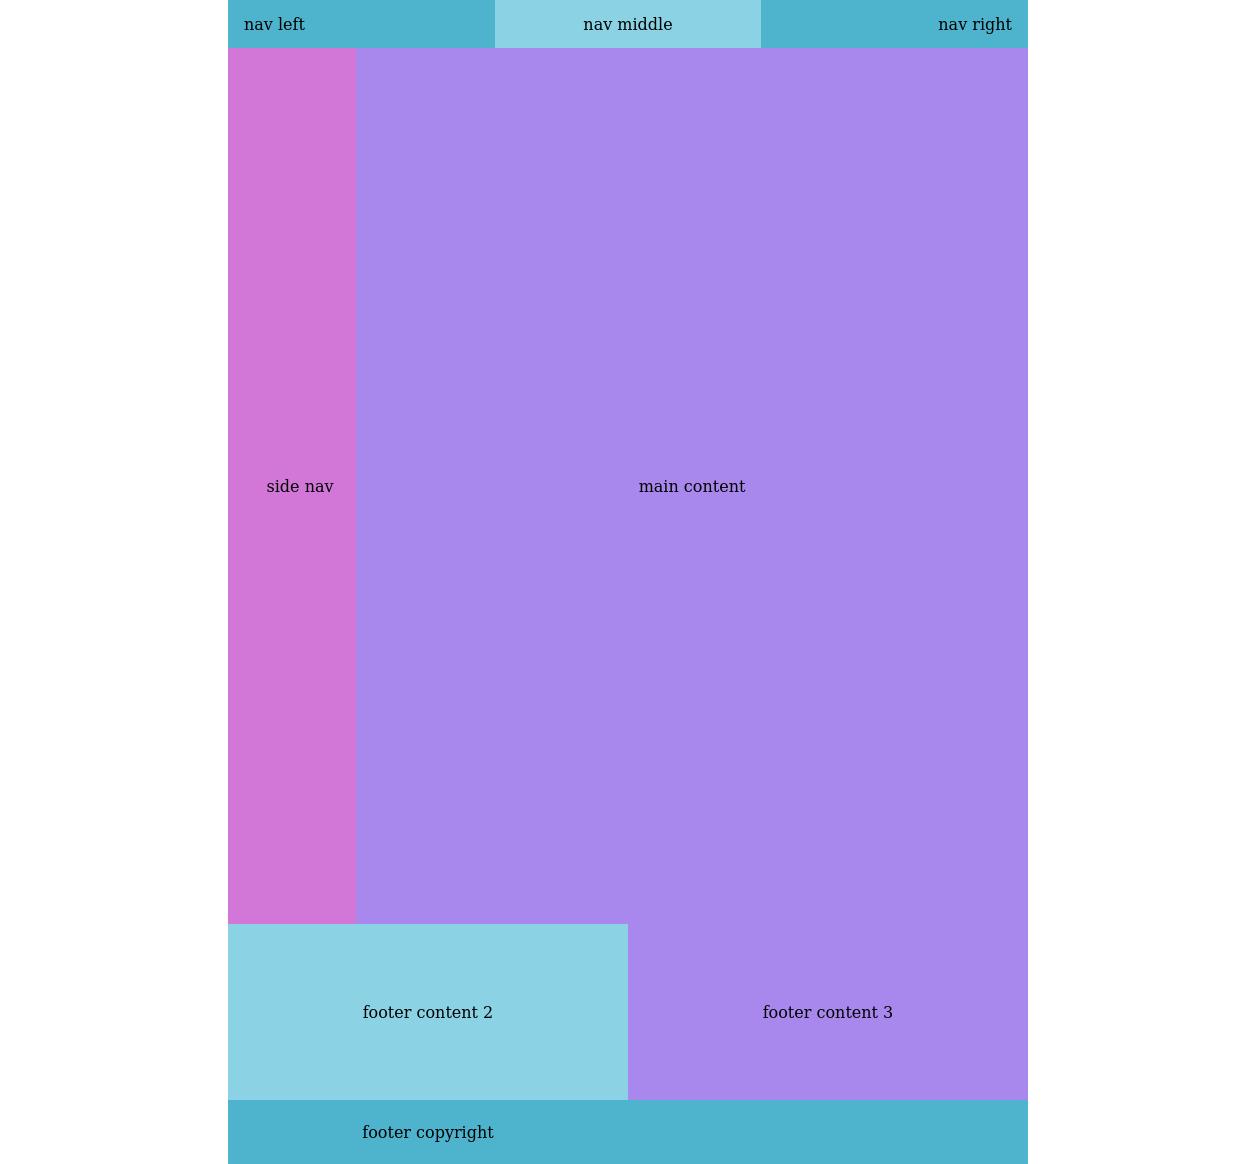 nav left
nav middle
nav right
side nav
main content
footer content 2
footer content 3
footer copyright